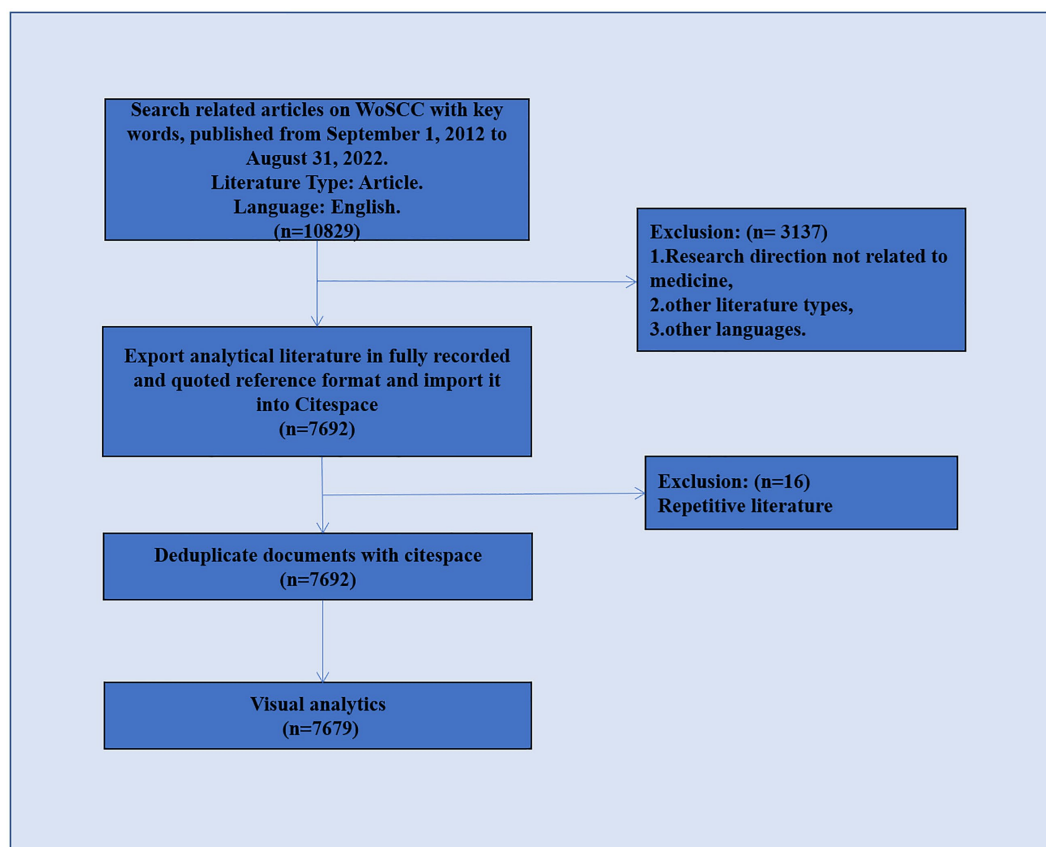 Search related articles on WoSCC with key
words, published from September 1, 2012 to
August 31, 2022.
Literature Type: Article.
Language: English.
(n=10829)
Exclusion: (n= 3137)
1.Research direction not related to
medicine,
2.other literature types,
3.other languages.
Export analytical literature in fully recorded
and quoted reference format and import it
into Citespace
(n=7692)
Exclusion: (n=16)
Repetitive literature
Deduplicate documents with citespace
(n=7692)
Visual analytics
(n=7679)